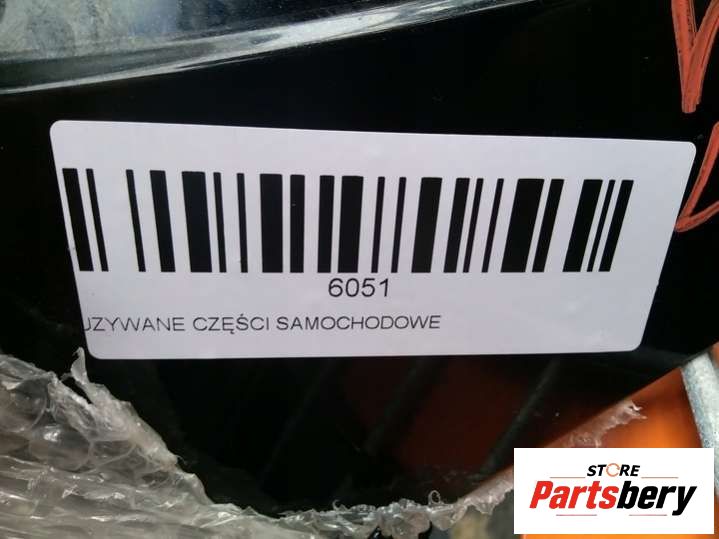 6051
UZYWANE CZĘŚCI SAMOCHODOWE
STORE
Partsbery